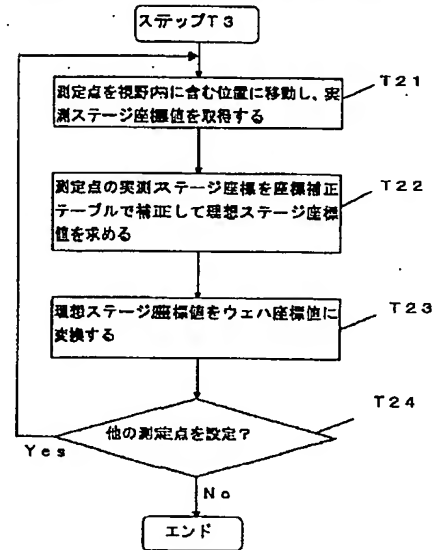 ステップT3
測定点を視野内に含む位置に移動し、実
測ステージ座標値を取得する
T21
測定点の実測ステージ座標を座標補正
テーブルで補正して理想ステージ座標
値を求める
T22
理想ステージ座標値をウェハ座標値に
変換する
T23
他の測定点を設定?
T24
Yes
No
エンド